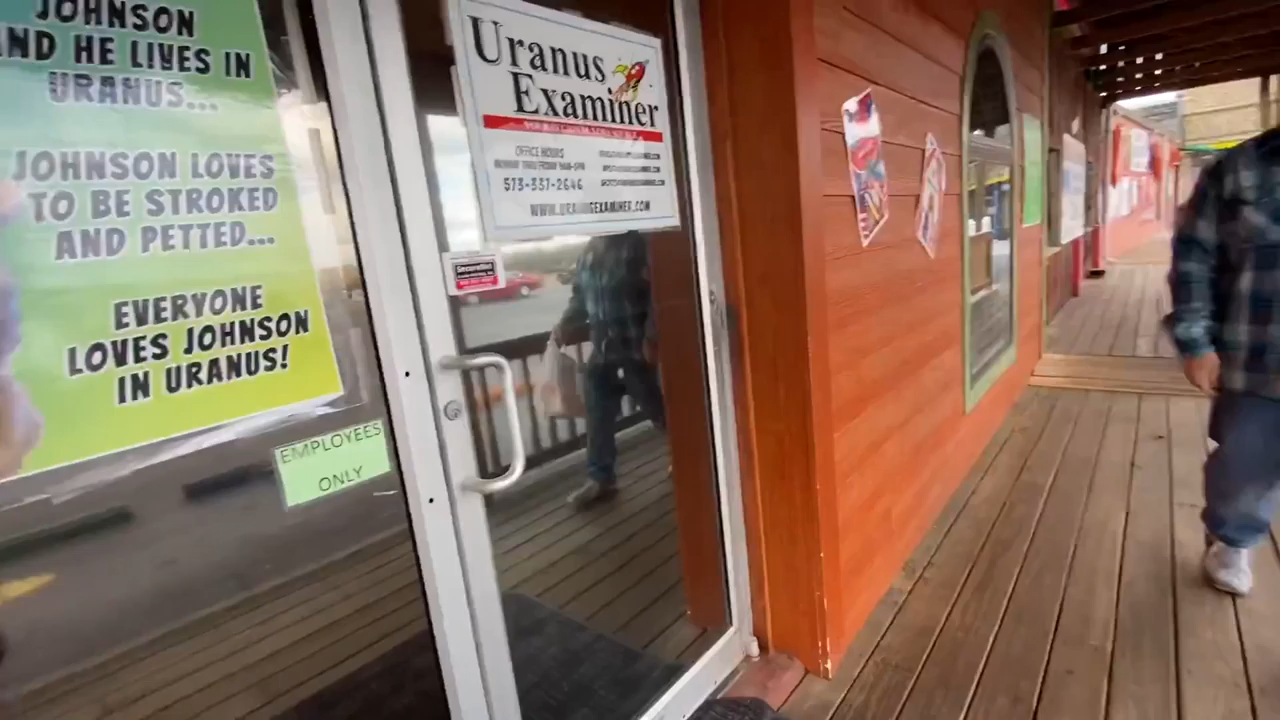 JOHNSON
AND HE LIVES IN
URANUS...
JOHNSON LOVES
TO BE STROKED
AND PETTED...
EVERYONE
LOVES JOHNSON
IN URANUS!
EMPLOYEES
ONLY
Uranus
Examiner
OFFICE HOURS
573-337-2646
WWW.URANUSEXAMINER.COM
SecureNet